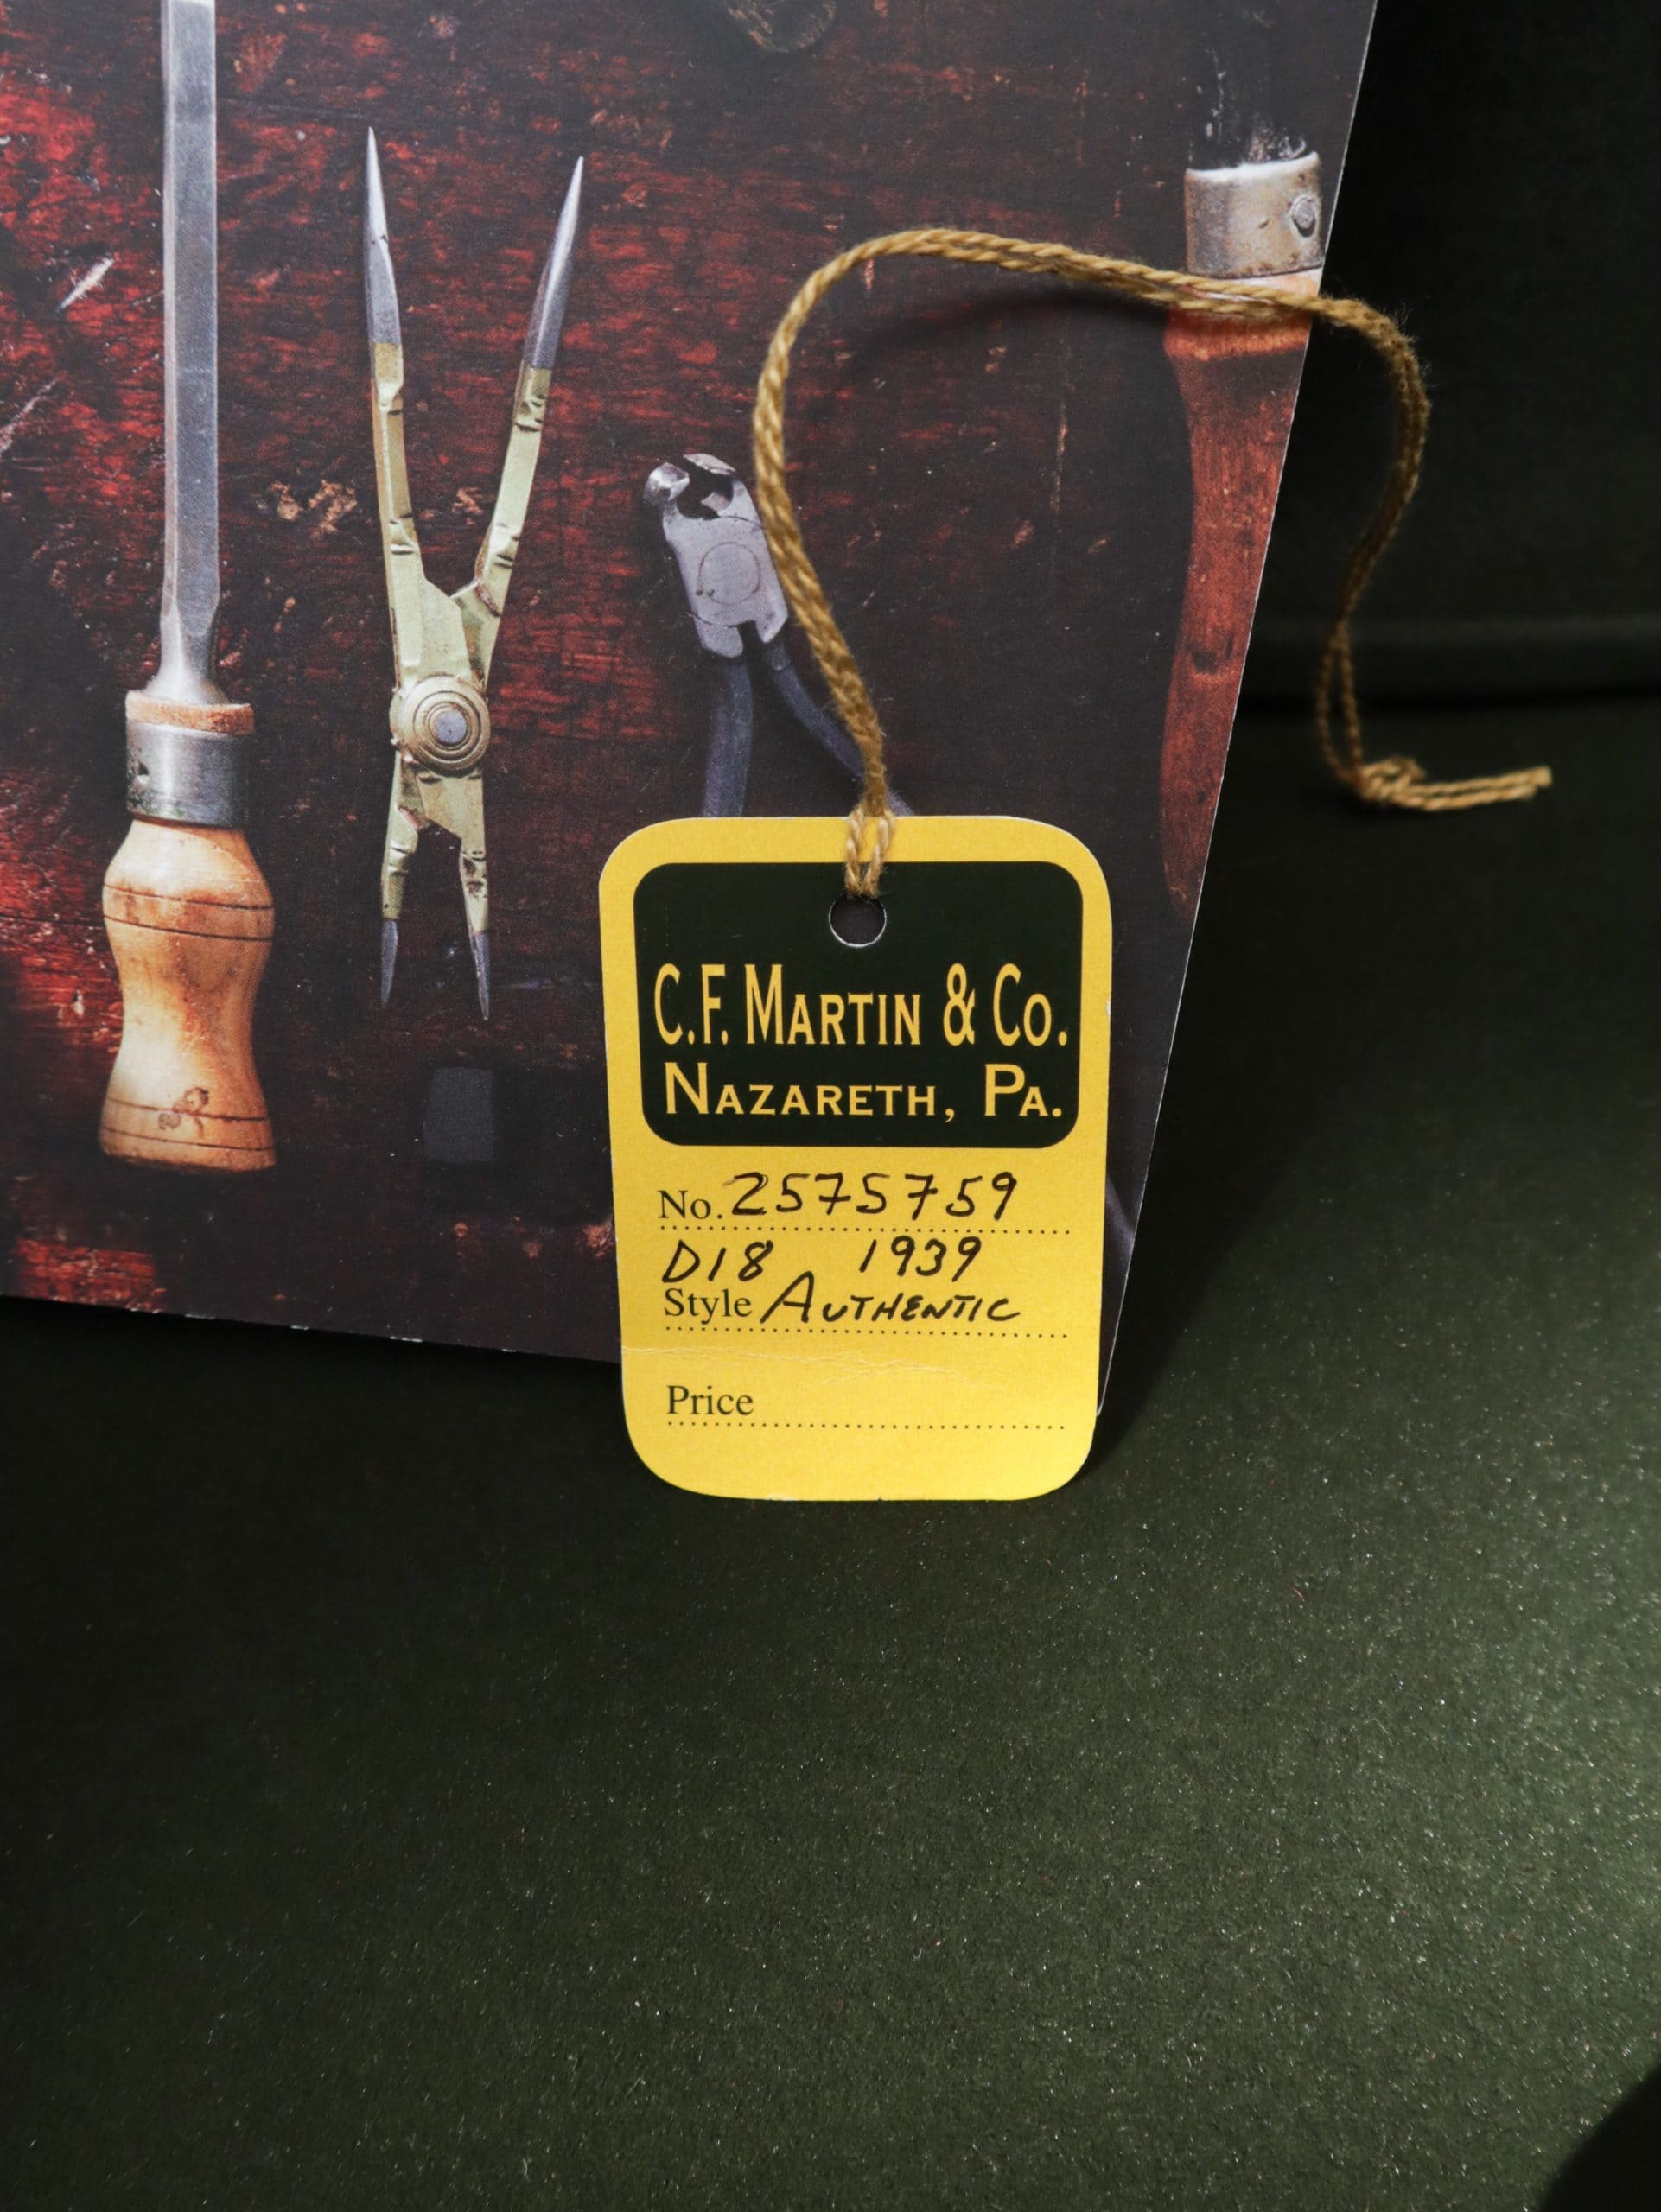 C.F. MARTIN & CO.
NAZARETH, PA.
No. 2575759
D18 1939
Style AUTHENTIC
Price